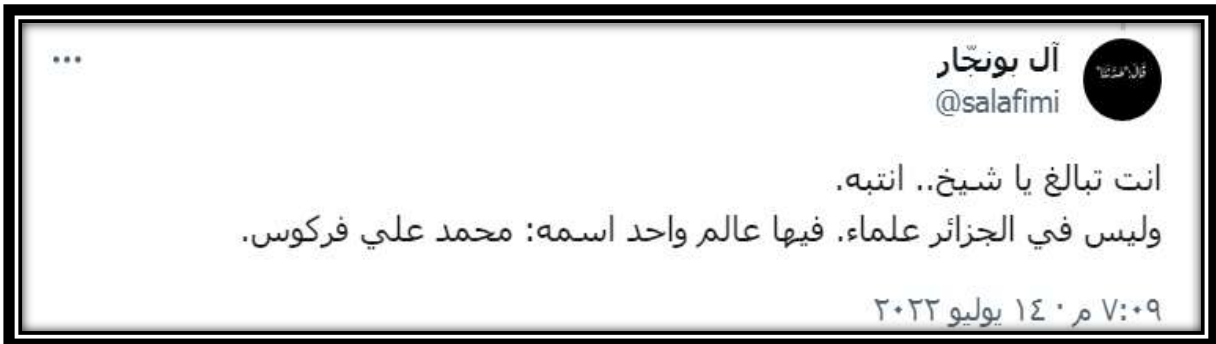 آل بونجّار
@salafimi
انت تبالغ يا شيخ.. انتبه.
وليس في الجزائر علماء. فيها عالم واحد اسمه: محمد علي فركوس.
٧:٠٩ م · ١٤ يوليو ٢٠٢٢